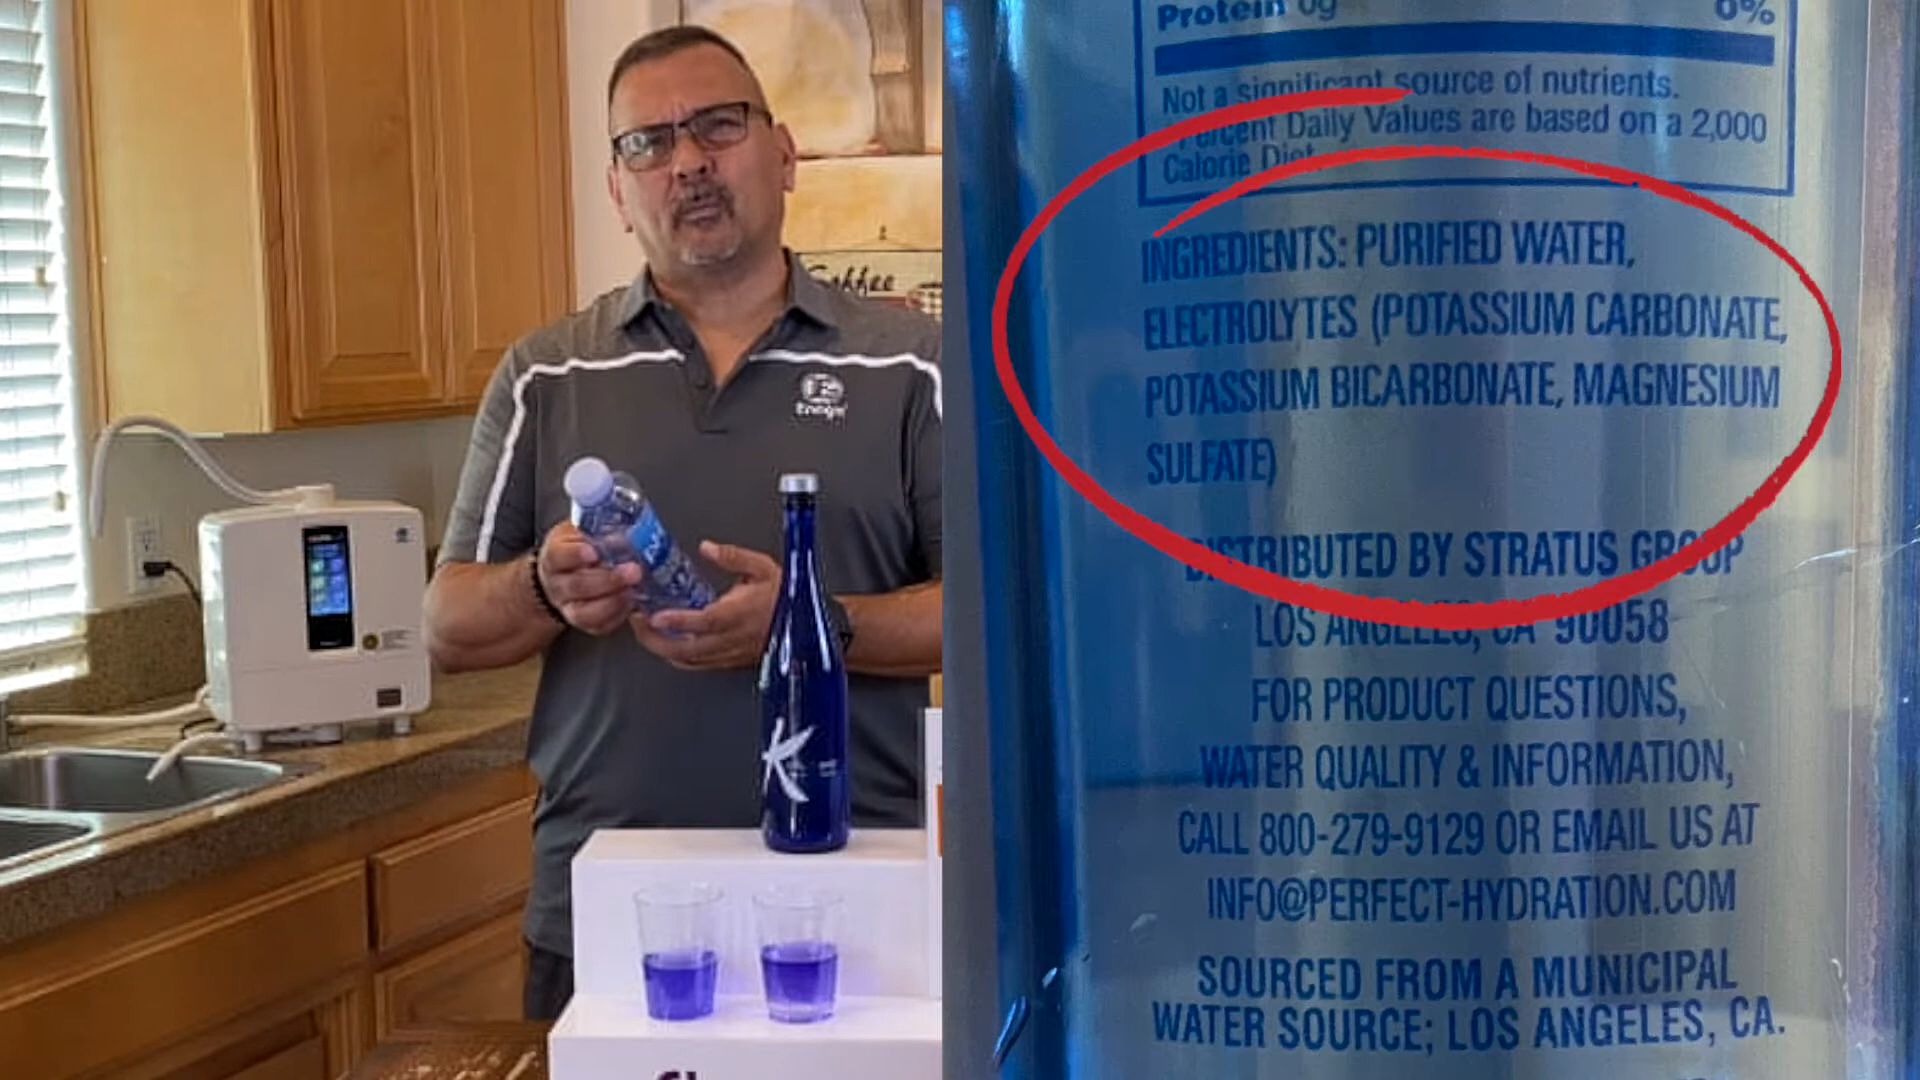 Coffee
Enagic
K
Protein 0g 0%
Not a significant source of nutrients.
Percent Daily Values are based on a 2,000
Calorie Diet
INGREDIENTS: PURIFIED WATER,
ELECTROLYTES (POTASSIUM CARBONATE,
POTASSIUM BICARBONATE, MAGNESIUM
SULFATE)
DISTRIBUTED BY STRATUS GROUP
LOS ANGELES, CA 90058
FOR PRODUCT QUESTIONS,
WATER QUALITY & INFORMATION,
CALL 800-279-9129 OR EMAIL US AT
INFO@PERFECT-HYDRATION.COM
SOURCED FROM A MUNICIPAL
WATER SOURCE; LOS ANGELES, CA.